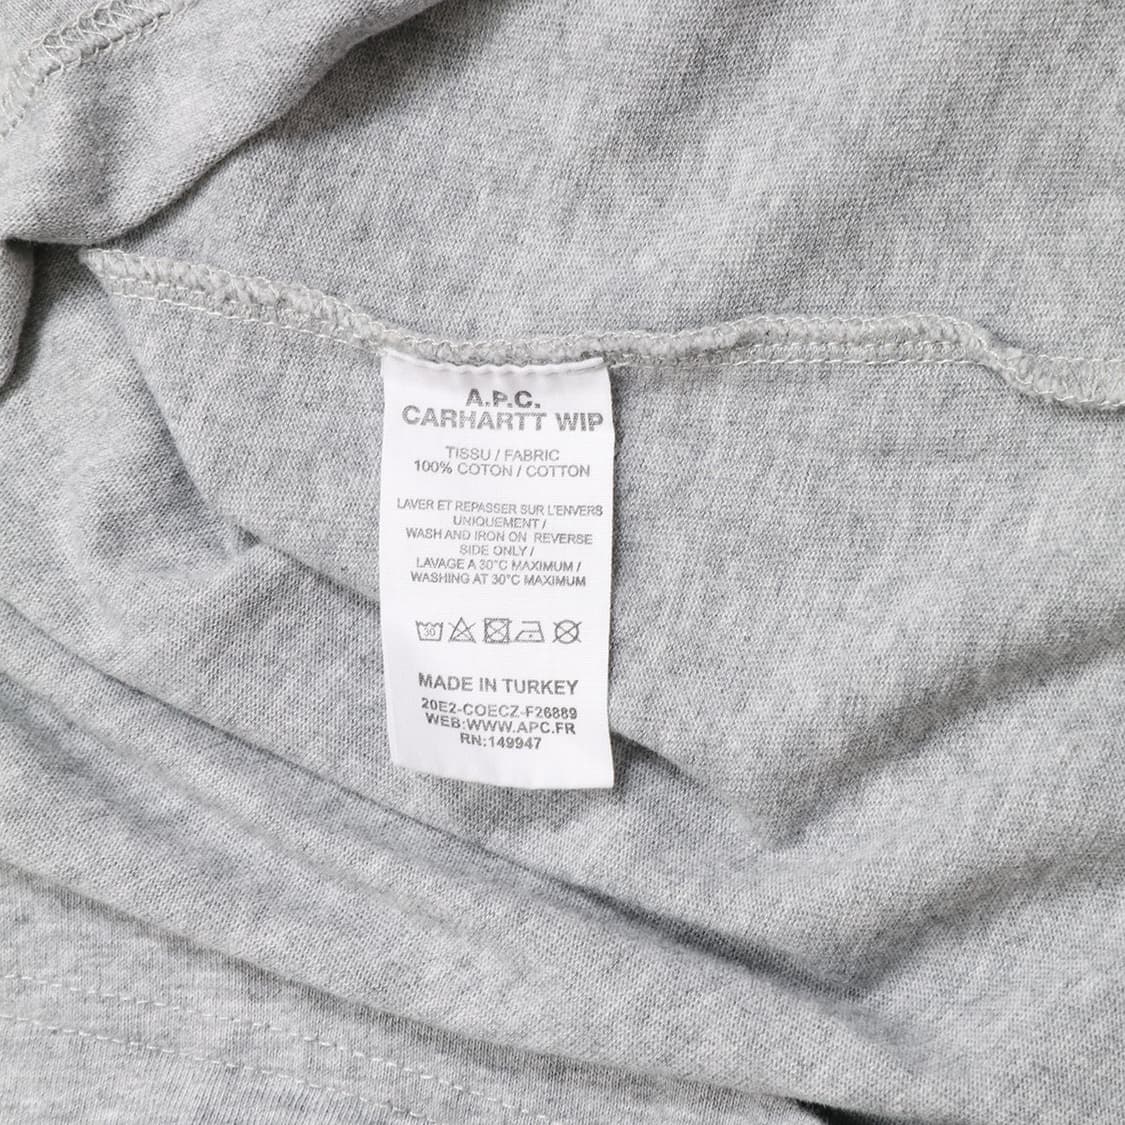 A.P.C.
CARHARTT WIP
TISSU / FABRIC
100% COTON / COTTON
LAVER ET REPASSER SUR L'ENVERS
UNIQUEMENT /
WASH AND IRON ON REVERSE
SIDE ONLY /
LAVAGE A 30°C MAXIMUM /
WASHING AT 30°C MAXIMUM
30
MADE IN TURKEY
20E2-COECZ-F26889
WEB:WWW.APC.FR
RN:149947